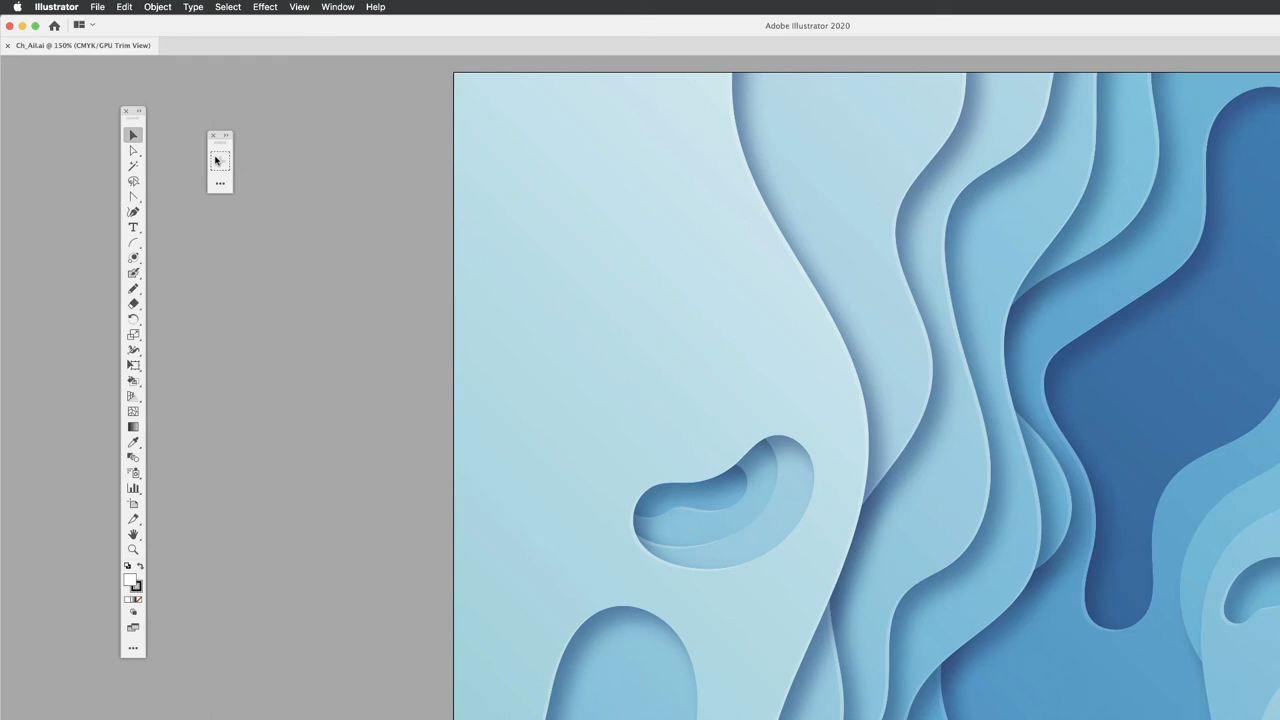 Illustrator File Edit Object Type Select Effect View Window Help
Adobe Illustrator 2020
Ch_Ail.ai @ 150% (CMYK/GPU Trim View)